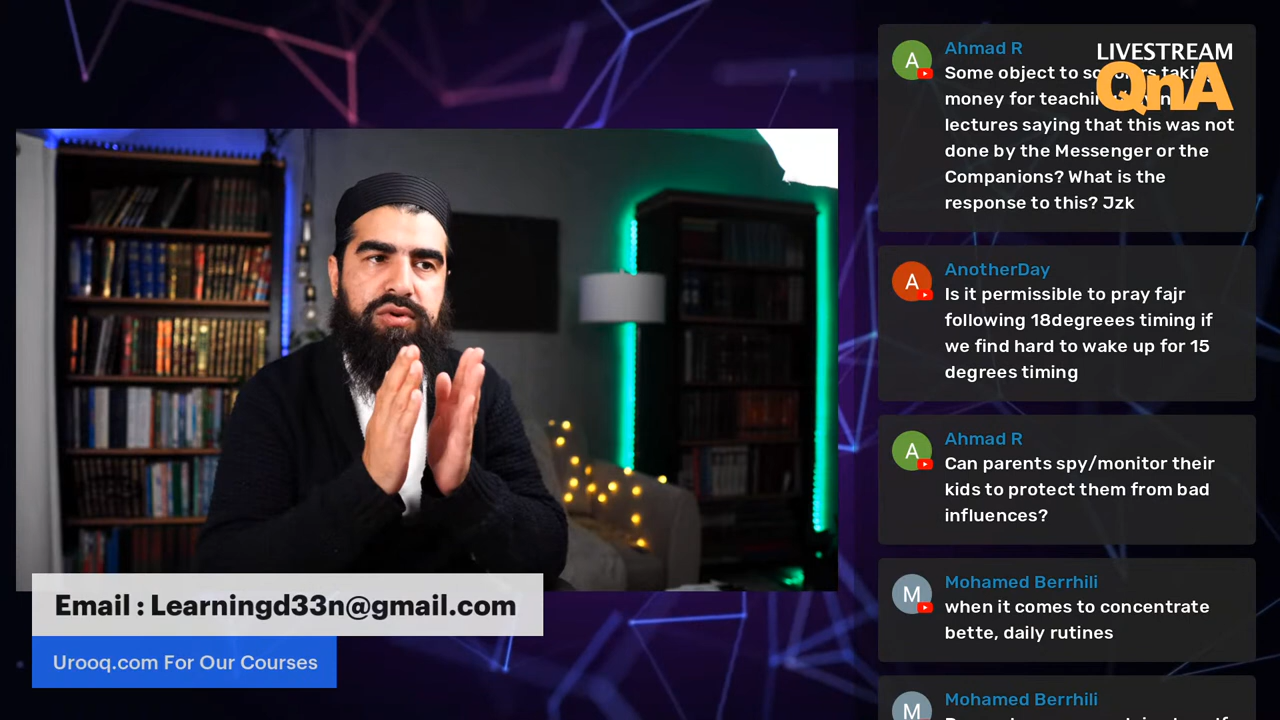 Email : Learningd33n@gmail.com
Urooq.com For Our Courses
LIVESTREAM
QnA
A
Ahmad R
Some object to
money for
lectures saying that this was not
done by the Messenger or the
Companions? What is the
response to this? Jzk
A
AnotherDay
Is it permissible to pray fajr
following 18degreees timing if
we find hard to wake up for 15
degrees timing
A
Ahmad R
Can parents spy/monitor their
kids to protect them from bad
influences?
M
Mohamed Berrhili
when it comes to concentrate
bette, daily rutines
M
Mohamed Berrhili